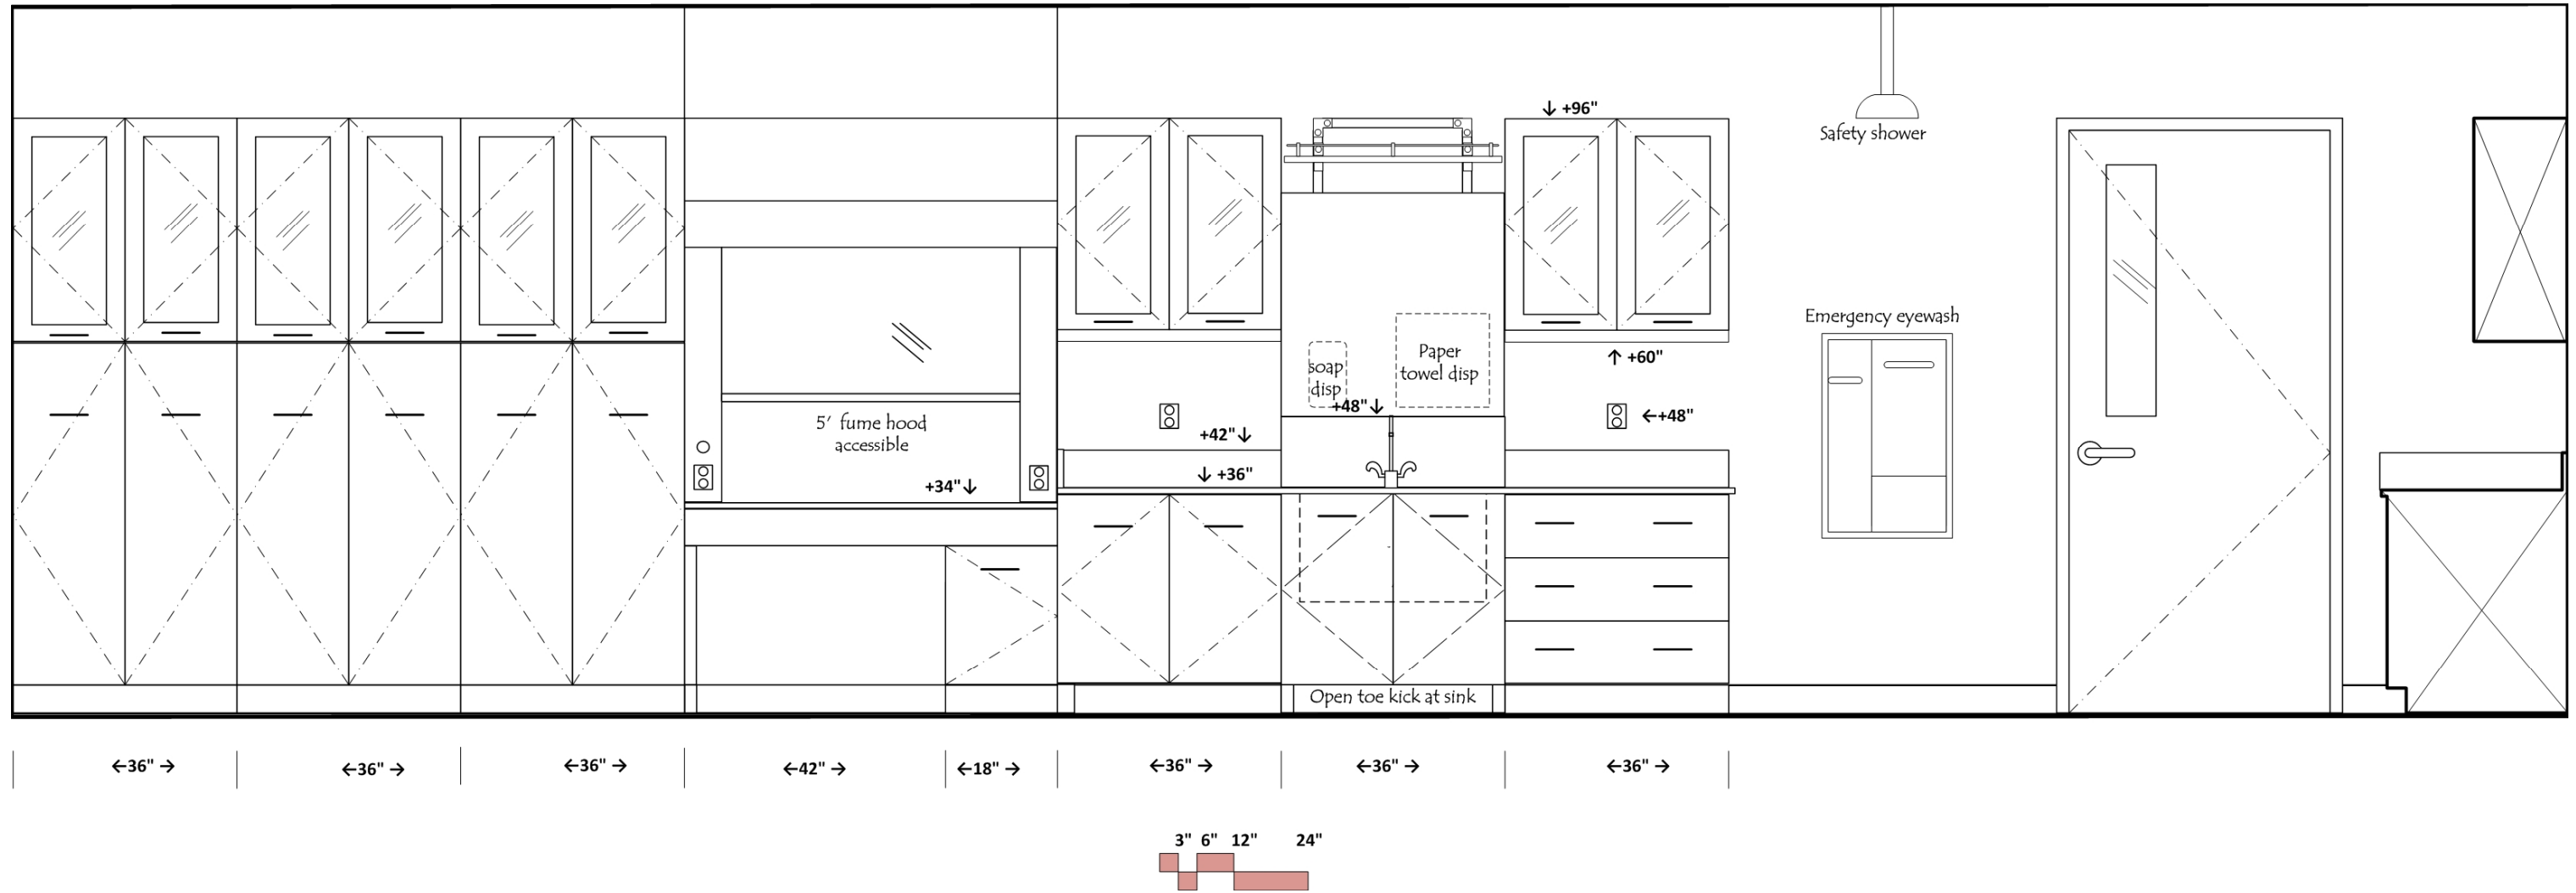 ↓ +96"
Safety shower
Emergency eyewash
Paper
towel disp
soap
disp
↑ +60"
+48" ↓
←+48"
5' fume hood
accessible
+42" ↓
↓ +36"
+34" ↓
Open toe kick at sink
←36" →
←36" →
←36" →
←42" →
←18" →
←36" →
←36" →
←36" →
3" 6" 12" 24"